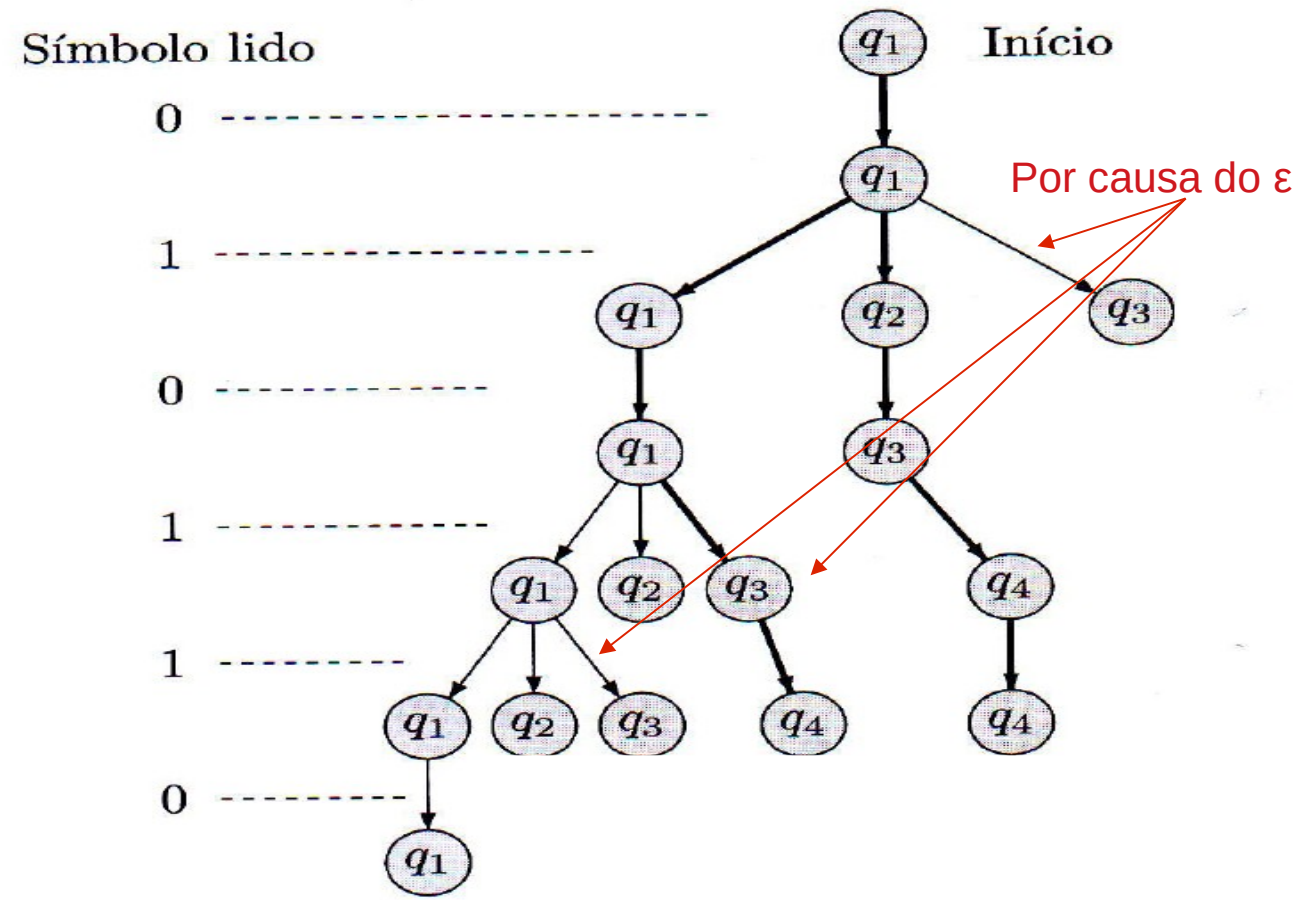 Símbolo lido
q1 Início
0
q1 Por causa do ε
1
q1 q2 q3
0
q1 q3
1
q1 q2 q3 q4
1
q1 q2 q3 q4 q4
0
q1